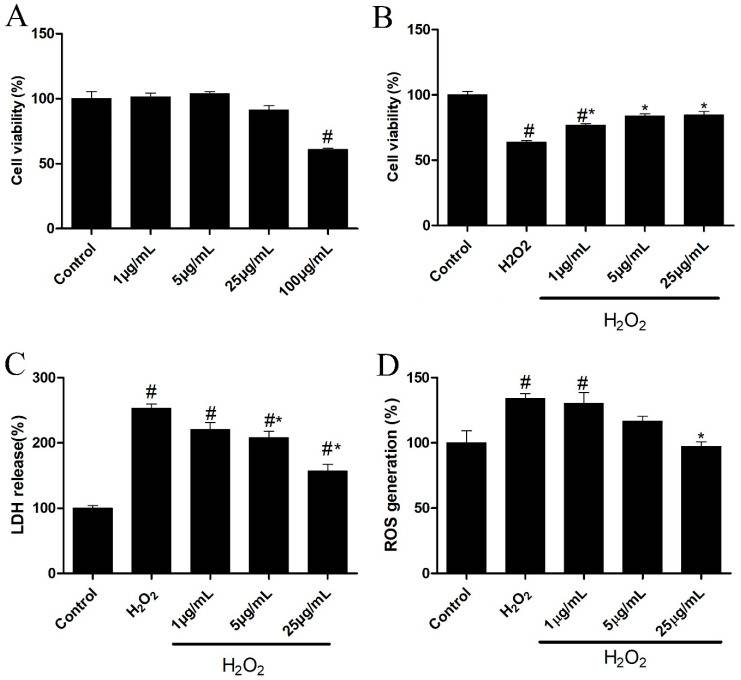 A
Cell viability (%)
150
100
50
0
#
Control
1μg/mL
5μg/mL
25μg/mL
100μg/mL
B
Cell viability (%)
150
100
50
0
#
#*
*
*
Control
H2O2
1μg/mL
5μg/mL
25μg/mL
H₂O₂
C
LDH release(%)
300
200
100
0
#
#
#*
#*
Control
H₂O₂
1μg/mL
5μg/mL
25μg/mL
H₂O₂
D
ROS generation (%)
150
100
50
0
#
#
*
Control
H₂O₂
1μg/mL
5μg/mL
25μg/mL
H₂O₂